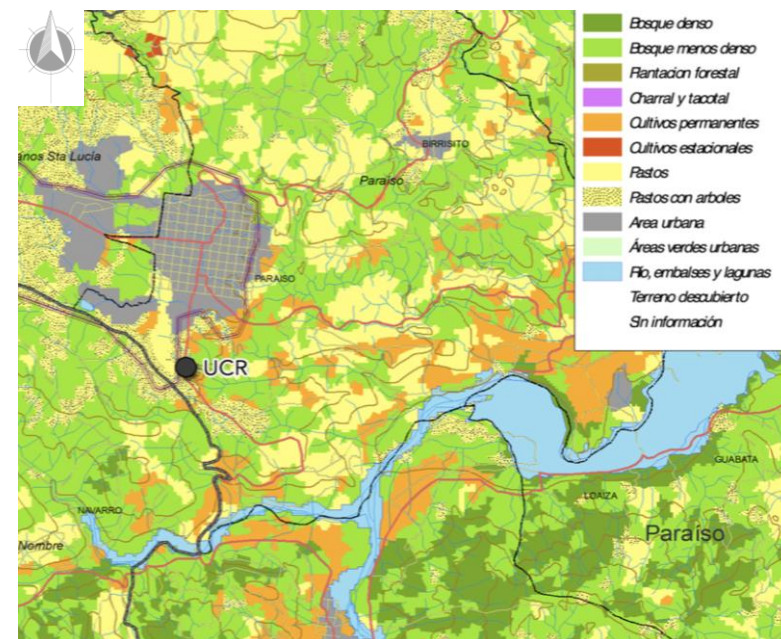 Bosque denso
Bosque menos denso
Plantacion forestal
Charral y tacotal
Cultivos permanentes
Cultivos estacionales
Pastos
Pastos con arboles
Area urbana
Áreas verdes urbanas
Río, embalses y lagunas
Terreno descubierto
Sin información
BIRRISITO
anos Sta Lucía
Paraíso
PARAISO
UCR
GUABATA
LOAIZA
NAVARRO
Paraíso
Nombre